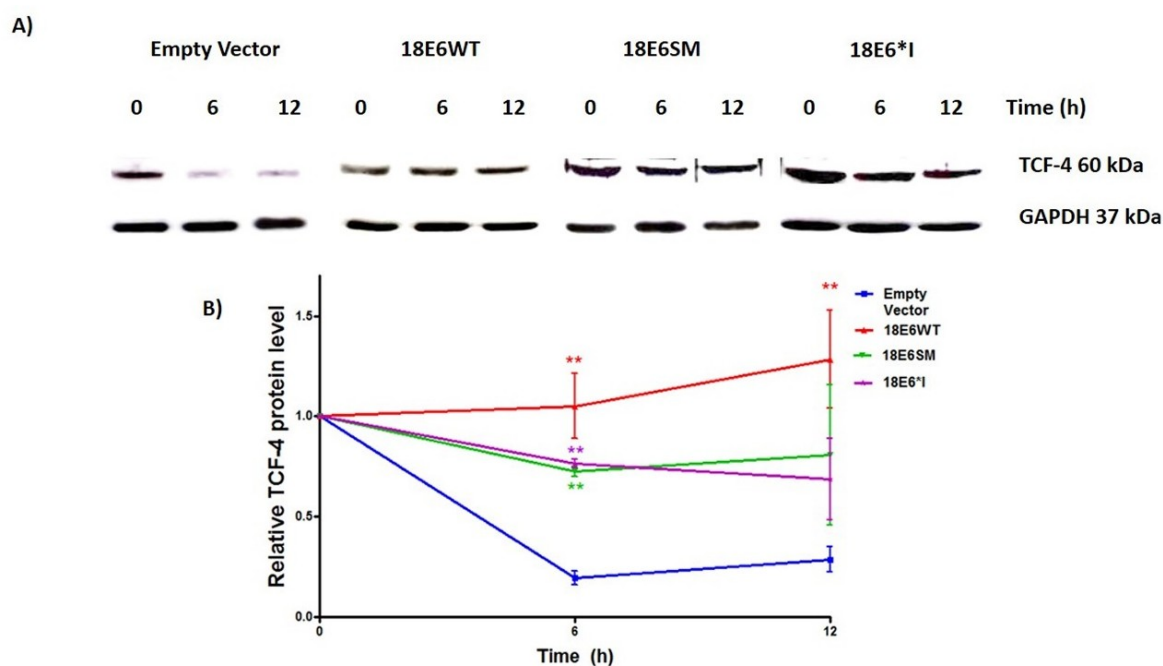 A)
Empty Vector 18E6WT 18E6SM 18E6*I
0 6 12 0 6 12 0 6 12 0 6 12 Time (h)
TCF-4 60 kDa
GAPDH 37 kDa
B)
Relative TCF-4 protein level
1.5
1.0
0.5
0.0
** ** ** ** 
Empty
Vector
18E6WT
18E6SM
18E6*I
0 6 12
Time (h)